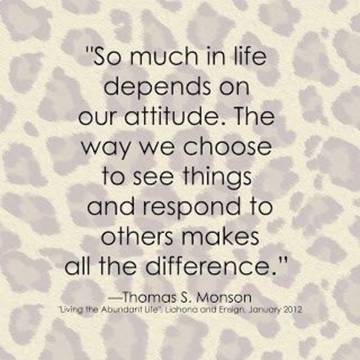 "So much in life
depends on
our attitude. The
way we choose
to see things
and respond to
others makes
all the difference."
—Thomas S. Monson
"Living the Abundant Life", Liahona and Ensign, January 2012